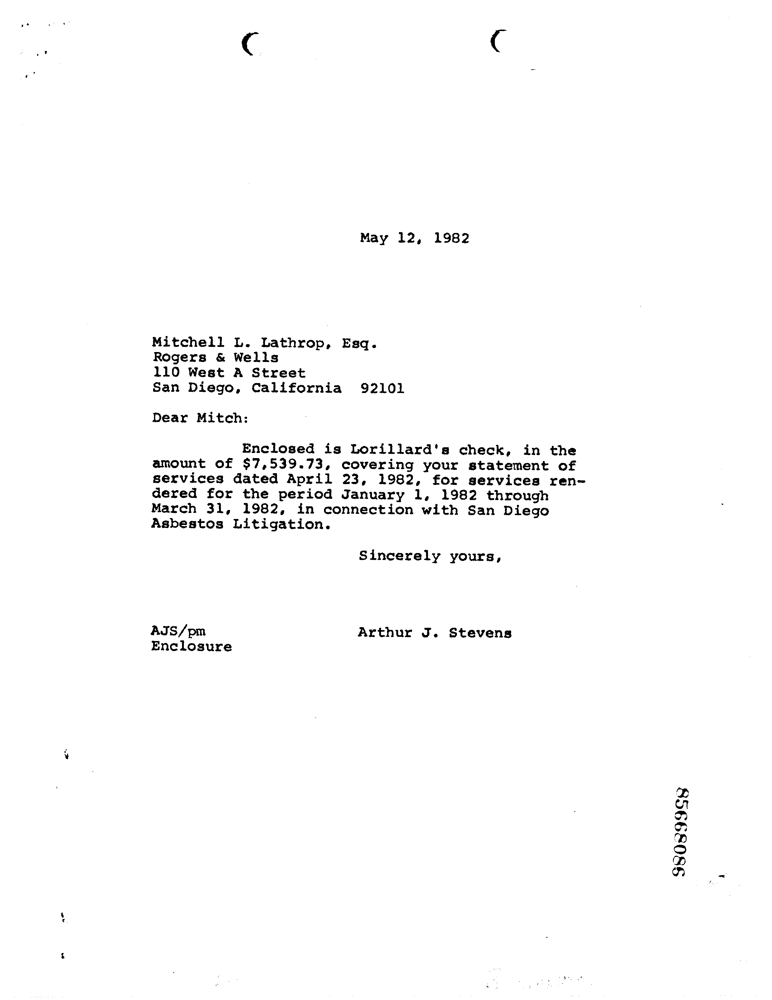 May 12, 1982
Mitchell L. Lathrop, Esq.
Rogers & Wells
110 West A Street
San Diego, California 92101
Dear Mitch:
Enclosed is Lorillard's check, in the
amount of $7,539.73, covering your statement of
services dated April 23, 1982, for services ren-
dered for the period January 1, 1982 through
March 31, 1982, in connection with San Diego
Asbestos Litigation.
Sincerely yours,
AJS/pm Arthur J. Stevens
Enclosure
85668086